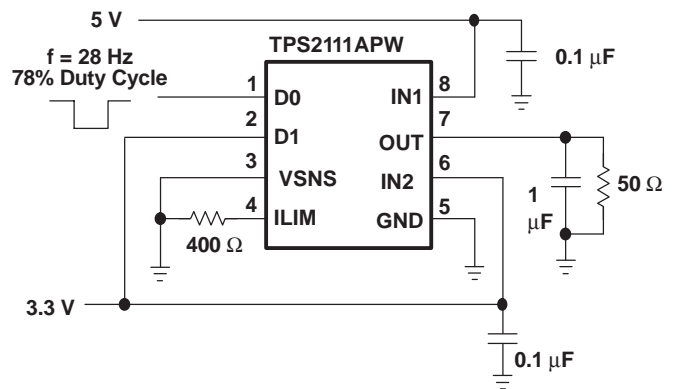 5 V
TPS2111APW
f = 28 Hz
78% Duty Cycle
0.1 μF
1 D0
2 D1
3 VSNS
4 ILIM
IN1 8
OUT 7
IN2 6
GND 5
400 Ω
1 μF
50 Ω
3.3 V
0.1 μF